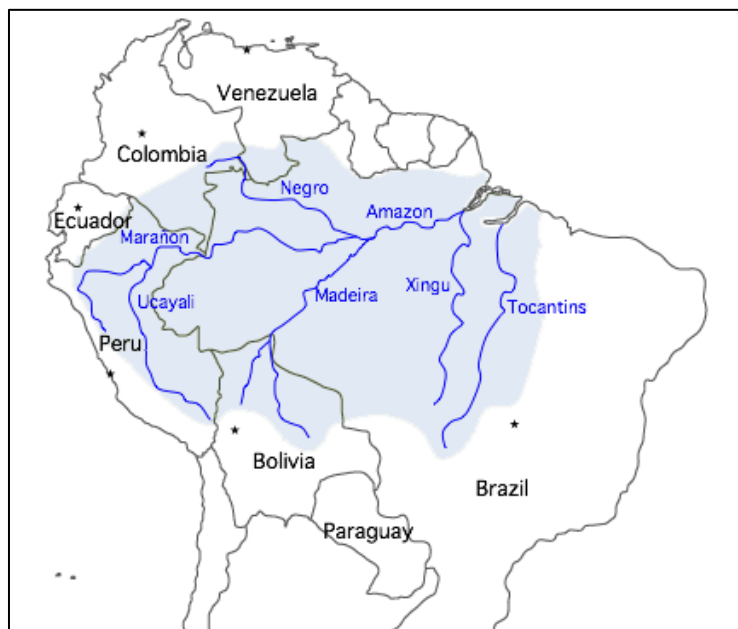 Venezuela
Colombia
Negro
Ecuador
Amazon
Marañon
Xingu
Ucayali
Madeira
Tocantins
Peru
Bolivia
Brazil
Paraguay